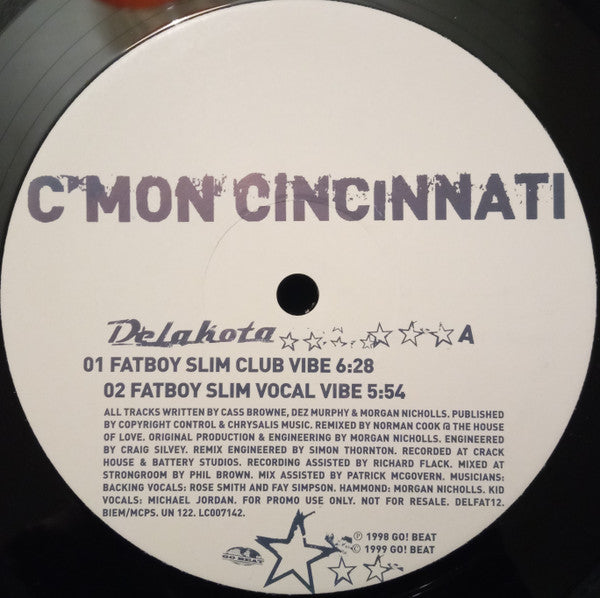 C'MON CINCINNATI
Delakota A
01 FATBOY SLIM CLUB VIBE 6:28
02 FATBOY SLIM VOCAL VIBE 5:54
ALL TRACKS WRITTEN BY CASS BROWNE, DEZ MURPHY & MORGAN NICHOLLS. PUBLISHED
BY COPYRIGHT CONTROL & CHRYSALIS MUSIC. REMIXED BY NORMAN COOK @ THE HOUSE
OF LOVE. ORIGINAL PRODUCTION & ENGINEERING BY MORGAN NICHOLLS. ENGINEERED
BY CRAIG SILVEY. REMIX ENGINEERED BY SIMON THORNTON. RECORDED AT CRACK
HOUSE & BATTERY STUDIOS. RECORDING ASSISTED BY RICHARD FLACK. MIXED AT
STRONGROOM BY PHIL BROWN. MIX ASSISTED BY PATRICK MCGOVERN. MUSICIANS:
BACKING VOCALS: ROSE SMITH AND FAY SIMPSON. HAMMOND: MORGAN NICHOLLS. KID
VOCALS: MICHAEL JORDAN. FOR PROMO USE ONLY. NOT FOR RESALE. DELFAT12.
BIEM/MCPS. UN 122. LC007142.
℗ 1998 GO! BEAT
© 1999 GO! BEAT
GO BEAT